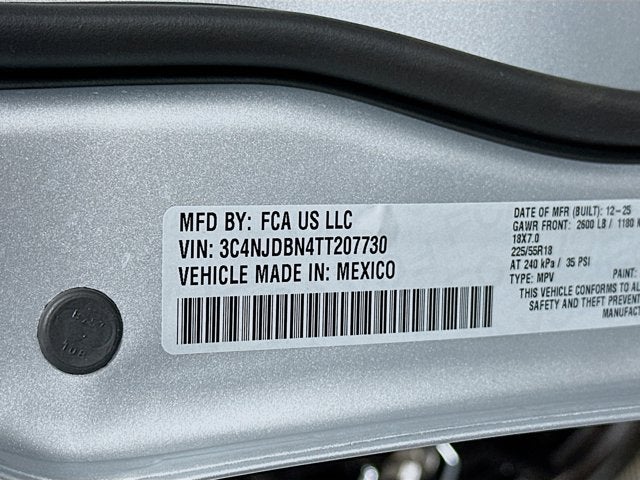 MFD BY: FCA US LLC
VIN: 3C4NJDBN4TT207730
VEHICLE MADE IN: MEXICO
DATE OF MFR (BUILT): 12-25
GAWR FRONT: 2600 LB / 1180
18X7.0
225/55R18
AT 240 kPa / 35 PSI
TYPE: MPV
PAINT:
THIS VEHICLE CONFORMS TO
SAFETY AND THEFT